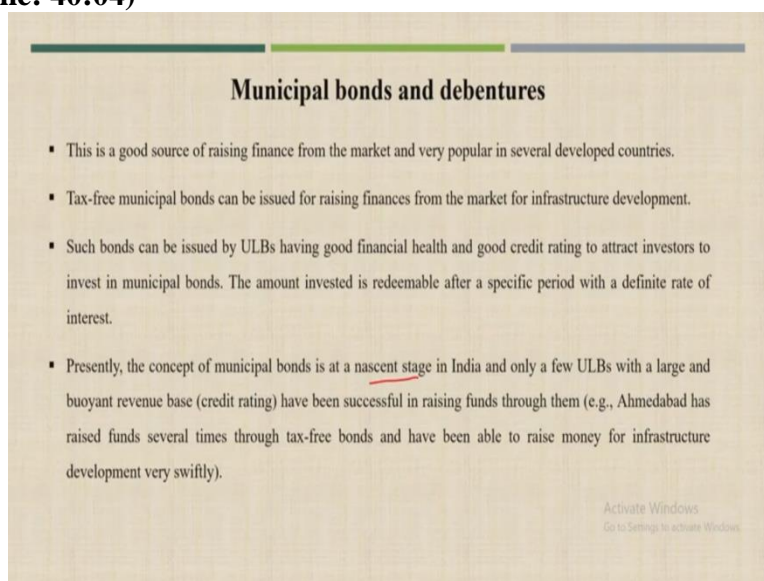 40:04)
Municipal bonds and debentures
▪ This is a good source of raising finance from the market and very popular in several developed countries.
▪ Tax-free municipal bonds can be issued for raising finances from the market for infrastructure development.
▪ Such bonds can be issued by ULBs having good financial health and good credit rating to attract investors to
invest in municipal bonds. The amount invested is redeemable after a specific period with a definite rate of
interest.
▪ Presently, the concept of municipal bonds is at a nascent stage in India and only a few ULBs with a large and
buoyant revenue base (credit rating) have been successful in raising funds through them (e.g., Ahmedabad has
raised funds several times through tax-free bonds and have been able to raise money for infrastructure
development very swiftly).
Activate Windows
Go to Settings to activate Windows.